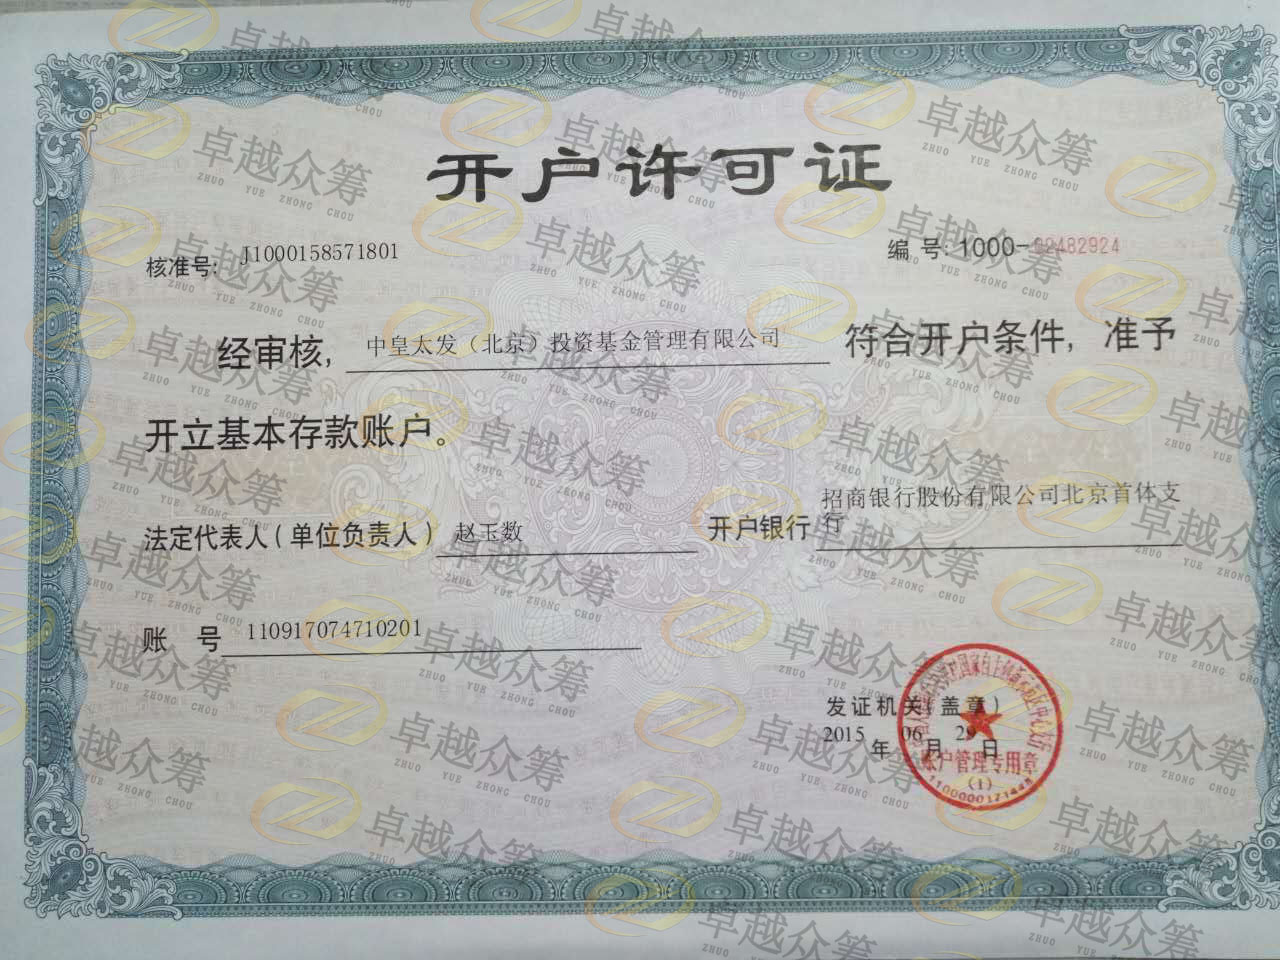 开户许可证
核准号: J1000158571801
编号: 1000-02482924
经审核, 中皇太发（北京）投资基金管理有限公司 符合开户条件, 准予
开立基本存款账户。
法定代表人(单位负责人) 赵玉数 开户银行 招商银行股份有限公司北京首体支
行
账 号 110917074710201
发证机关(盖章)
2015 年 06 月 29 日
账户管理专用章
(1)
1100000171448
卓越众筹
ZHUO YUE ZHONG CHOU